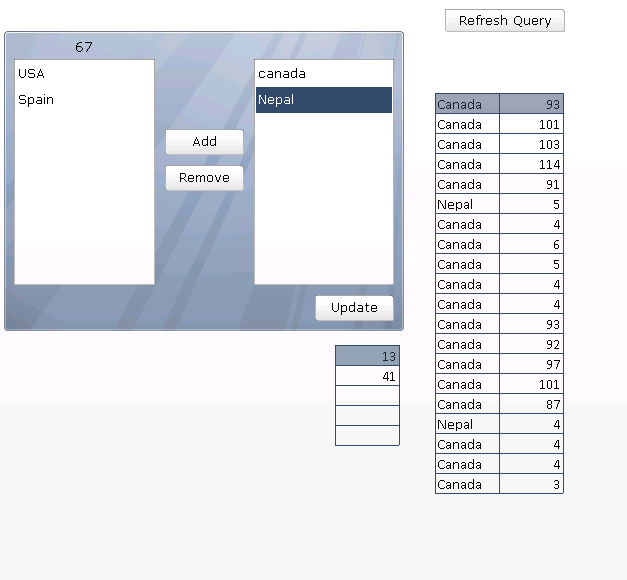 Refresh Query
67
USA
Spain
Add
Remove
canada
Nepal
Update
13
41
Canada 93
Canada 101
Canada 103
Canada 114
Canada 91
Nepal 5
Canada 4
Canada 6
Canada 5
Canada 4
Canada 4
Canada 93
Canada 92
Canada 97
Canada 101
Canada 87
Nepal 4
Canada 4
Canada 4
Canada 3